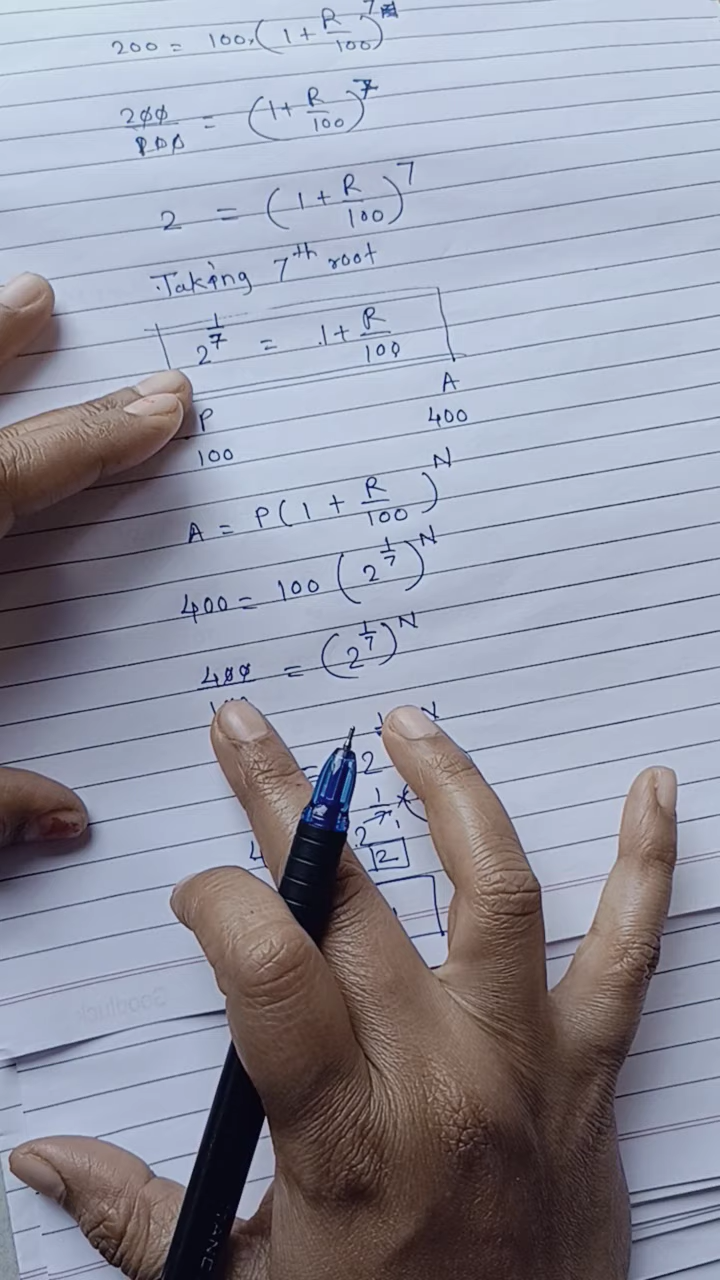 200 = 100 × (1 + R/100)^7
200/100 = (1 + R/100)^7
2 = (1 + R/100)^7
Taking 7th root
2^(1/7) = 1 + R/100
P A
100 400
A = P(1 + R/100)^N
400 = 100 (2^(1/7))^N
400/100 = (2^(1/7))^N
2
2